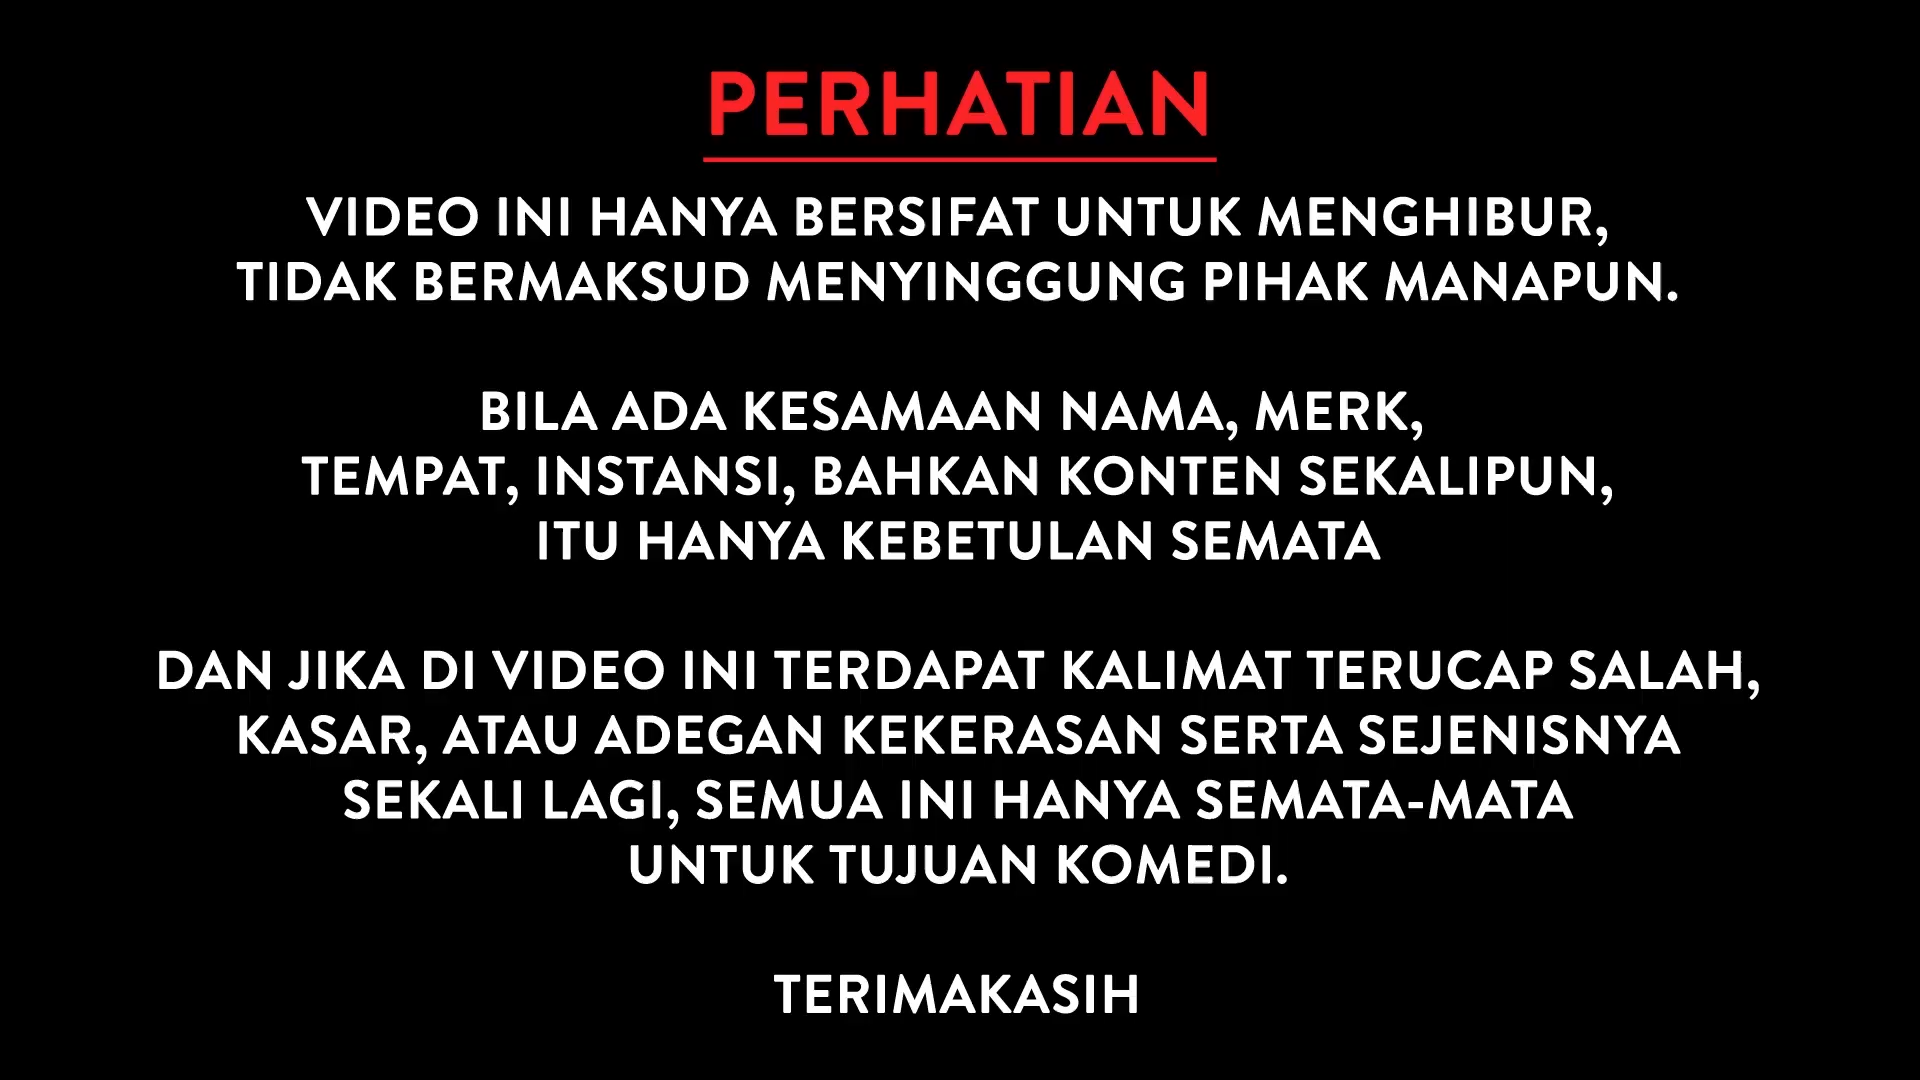 PERHATIAN
VIDEO INI HANYA BERSIFAT UNTUK MENGHIBUR,
TIDAK BERMAKSUD MENYINGGUNG PIHAK MANAPUN.
BILA ADA KESAMAAN NAMA, MERK,
TEMPAT, INSTANSI, BAHKAN KONTEN SEKALIPUN,
ITU HANYA KEBETULAN SEMATA
DAN JIKA DI VIDEO INI TERDAPAT KALIMAT TERUCAP SALAH,
KASAR, ATAU ADEGAN KEKERASAN SERTA SEJENISNYA
SEKALI LAGI, SEMUA INI HANYA SEMATA-MATA
UNTUK TUJUAN KOMEDI.
TERIMAKASIH